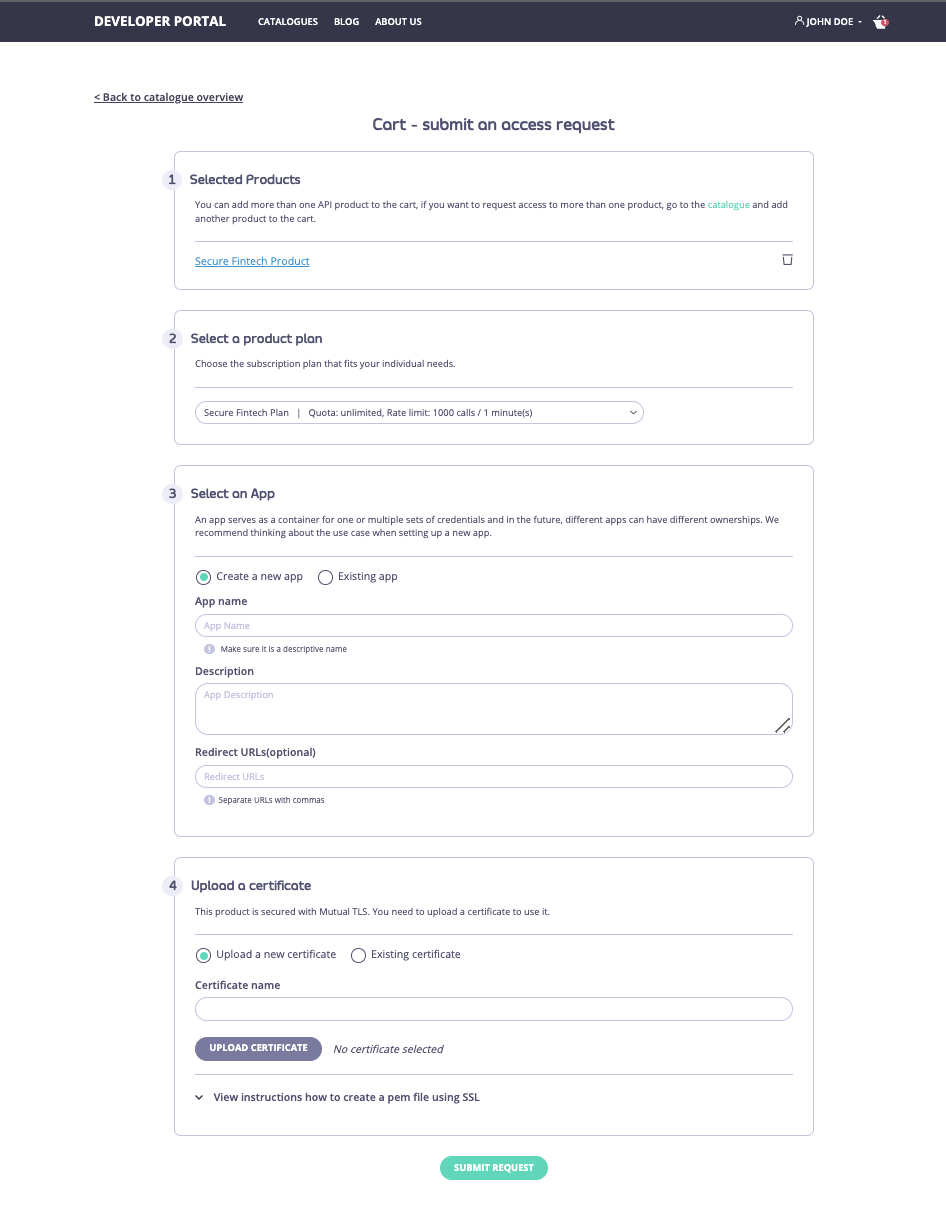 DEVELOPER PORTAL CATALOGUES BLOG ABOUT US JOHN DOE 1
< Back to catalogue overview
Cart - submit an access request
1 Selected Products
You can add more than one API product to the cart, if you want to request access to more than one product, go to the catalogue and add
another product to the cart.
Secure Fintech Product
2 Select a product plan
Choose the subscription plan that fits your individual needs.
Secure Fintech Plan | Quota: unlimited, Rate limit: 1000 calls / 1 minute(s)
3 Select an App
An app serves as a container for one or multiple sets of credentials and in the future, different apps can have different ownerships. We
recommend thinking about the use case when setting up a new app.
Create a new app Existing app
App name
App Name
! Make sure it is a descriptive name
Description
App Description
Redirect URLs(optional)
Redirect URLs
! Separate URLs with commas
4 Upload a certificate
This product is secured with Mutual TLS. You need to upload a certificate to use it.
Upload a new certificate Existing certificate
Certificate name
UPLOAD CERTIFICATE No certificate selected
View instructions how to create a pem file using SSL
SUBMIT REQUEST